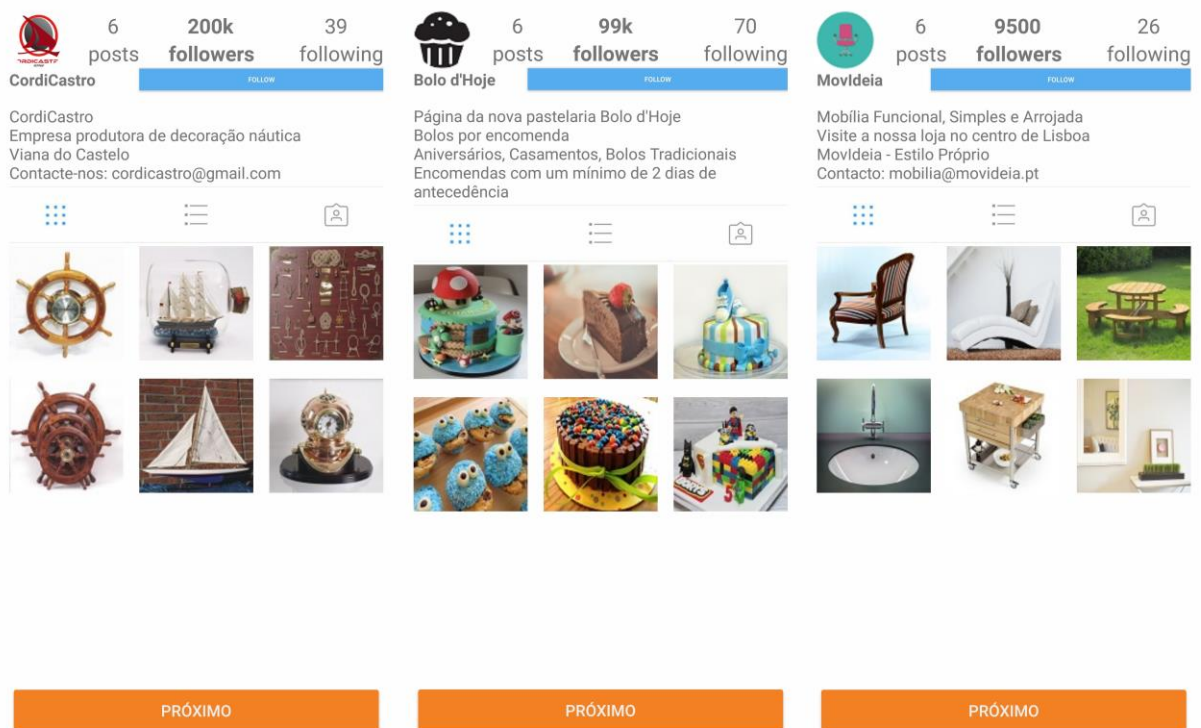 6 200k 39
posts followers following
CordiCastro
FOLLOW
CordiCastro
Empresa produtora de decoração náutica
Viana do Castelo
Contacte-nos: cordicastro@gmail.com
PRÓXIMO
6 99k 70
posts followers following
Bolo d'Hoje
FOLLOW
Página da nova pastelaria Bolo d'Hoje
Bolos por encomenda
Aniversários, Casamentos, Bolos Tradicionais
Encomendas com um mínimo de 2 dias de
antecedência
PRÓXIMO
6 9500 26
posts followers following
MovIdeia
FOLLOW
Mobília Funcional, Simples e Arrojada
Visite a nossa loja no centro de Lisboa
MovIdeia - Estilo Próprio
Contacto: mobilia@movideia.pt
PRÓXIMO